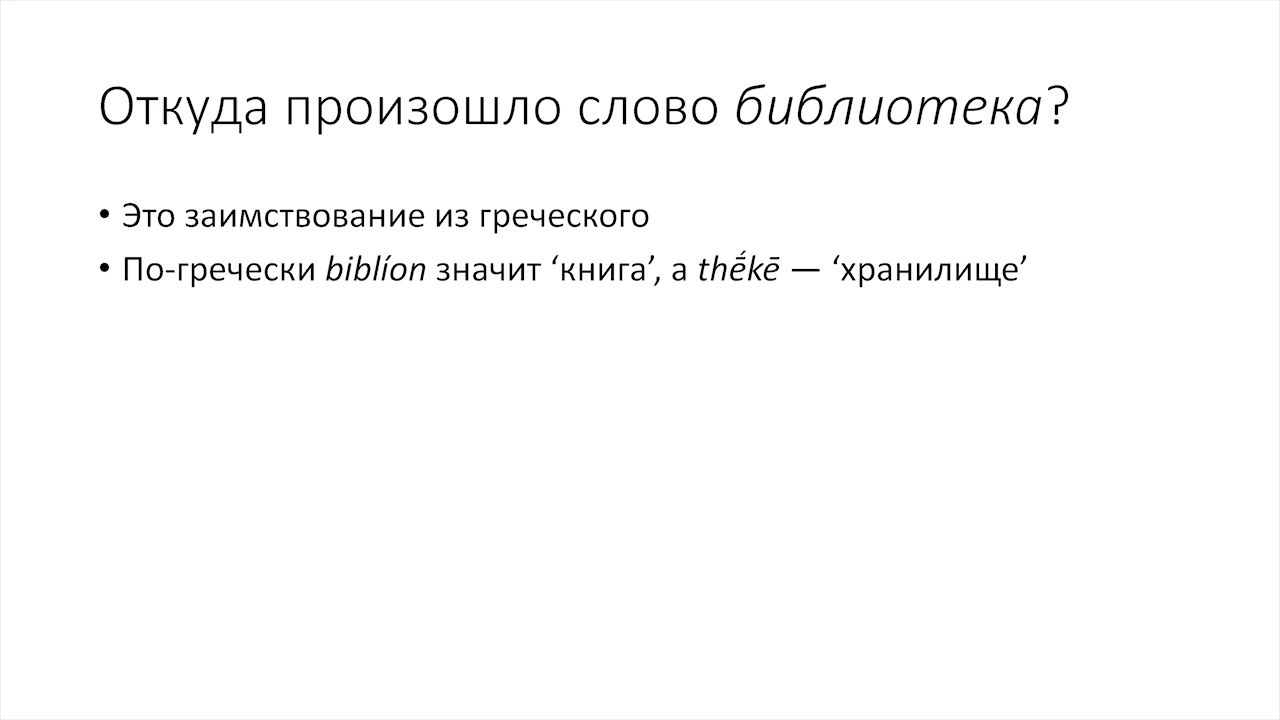 Откуда произошло слово библиотека?
• Это заимствование из греческого
• По-гречески biblíon значит ‘книга’, а thḗkē — ‘хранилище’